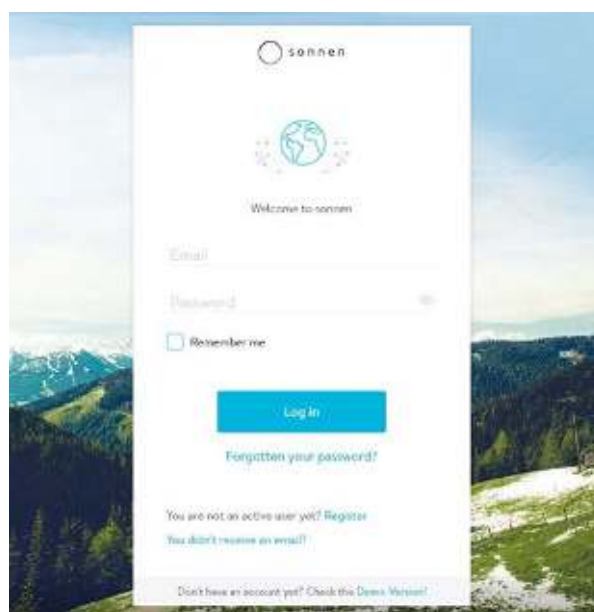 sonnen
Welcome to sonnen
Email
Password
Remember me
Log in
Forgotten your password?
You are not an active user yet? Register
You didn't receive an email?
Don't have an account yet? Check the Demo Version!